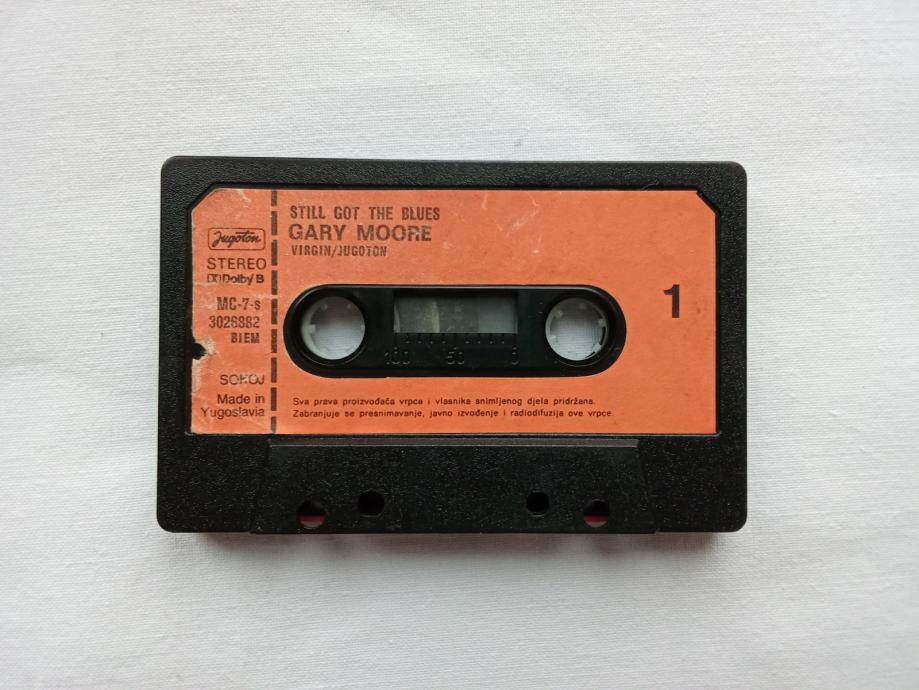 Jugoton
STEREO
Dolby B
MC-7-s
3026882
BIEM
SOKOJ
Made in
Yugoslavia
STILL GOT THE BLUES
GARY MOORE
VIRGIN/JUGOTON
1
100 50 0
Sva prava proizvođača vrpca i vlasnika snimljenog djela pridržana.
Zabranjuje se presnimavanje, javno izvođenje i radiodifuzija ove vrpce.